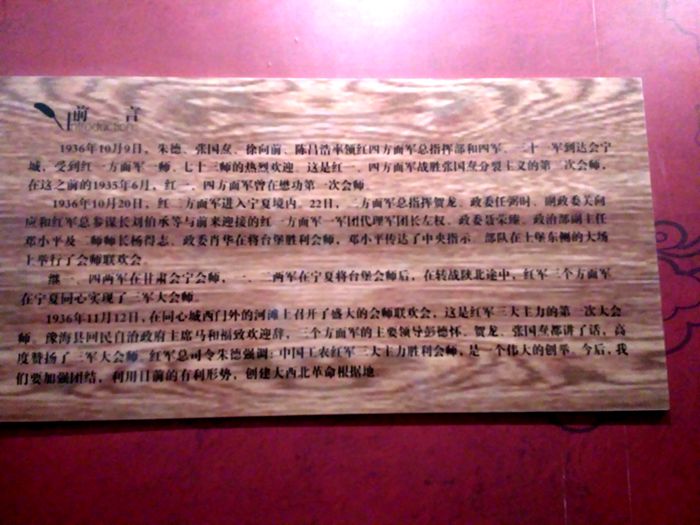 前 言
Introduction
1936年10月9日，朱德、张国焘、徐向前、陈昌浩率领红四方面军总指挥部和四军、三十一军到达会宁
城，受到红一方面军一师、七十三师的热烈欢迎。这是红一、四方面军战胜张国焘分裂主义的第二次会师，
在这之前的1935年6月，红一、四方面军曾在懋功第一次会师。
1936年10月20日，红二方面军进入宁夏境内。22日，二方面军总指挥贺龙、政委任弼时、副政委关向
应和红军总参谋长刘伯承等与前来迎接的红一方面军一军团代理军团长左权、政委聂荣臻、政治部副主任
邓小平及二师师长杨得志、政委肖华在将台堡胜利会师，邓小平传达了中央指示。部队在土堡东侧的大场
上举行了会师联欢会。
继一、四两军在甘肃会宁会师，一、二两军在宁夏将台堡会师后，在转战陕北途中，红军三个方面军
在宁夏同心实现了三军大会师。
1936年11月12日，在同心城西门外的河滩上召开了盛大的会师联欢会，这是红军三大主力的第一次大会
师。豫海县回民自治政府主席马和福致欢迎辞，三个方面军的主要领导彭德怀、贺龙、张国焘都讲了话，高
度赞扬了三军大会师。红军总司令朱德强调：中国工农红军三大主力胜利会师，是一个伟大的创举。今后，我
们要加强团结，利用目前的有利形势，创建大西北革命根据地。